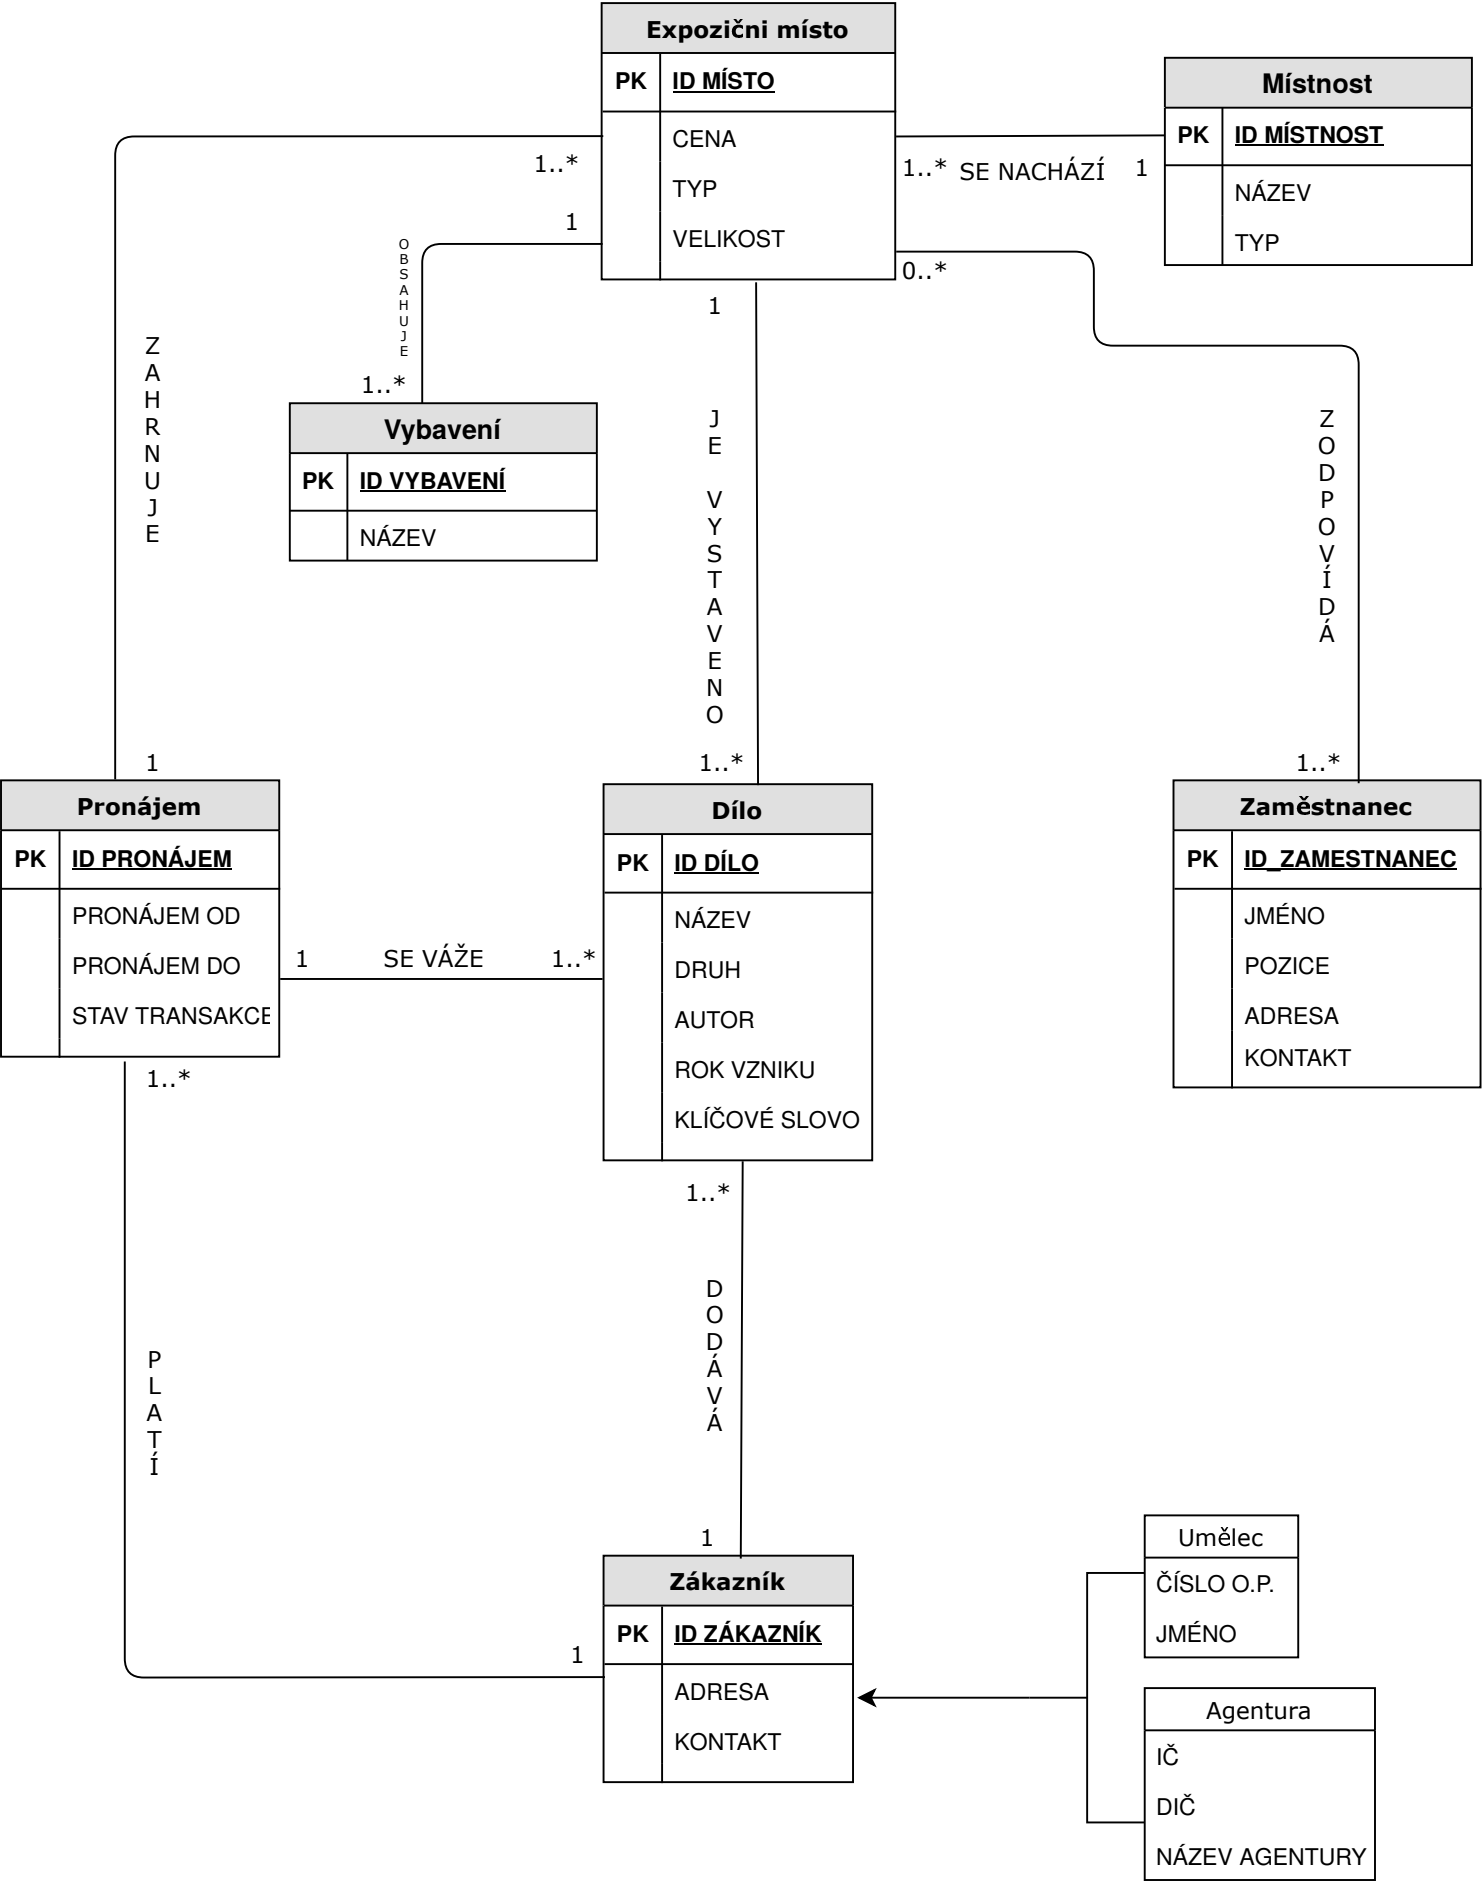 Expozični místo
PK ID MÍSTO
CENA
TYP
VELIKOST
Místnost
PK ID MÍSTNOST
NÁZEV
TYP
1..*
1..* SE NACHÁZÍ 1
1
0..*
OBSAHUJE
1
ZAHRNUJE
1..*
Vybavení
PK ID VYBAVENÍ
NÁZEV
JE VYSTAVENO
ZODPOVÍDÁ
1
1..*
1..*
Pronájem
PK ID PRONÁJEM
PRONÁJEM OD
PRONÁJEM DO
STAV TRANSAKCE
Dílo
PK ID DÍLO
NÁZEV
DRUH
AUTOR
ROK VZNIKU
KLÍČOVÉ SLOVO
Zaměstnanec
PK ID_ZAMESTNANEC
JMÉNO
POZICE
ADRESA
KONTAKT
1 SE VÁŽE 1..*
1..*
1..*
DODÁVÁ
PLATÍ
1
1
Zákazník
PK ID ZÁKAZNÍK
ADRESA
KONTAKT
Umělec
ČÍSLO O.P.
JMÉNO
Agentura
IČ
DIČ
NÁZEV AGENTURY